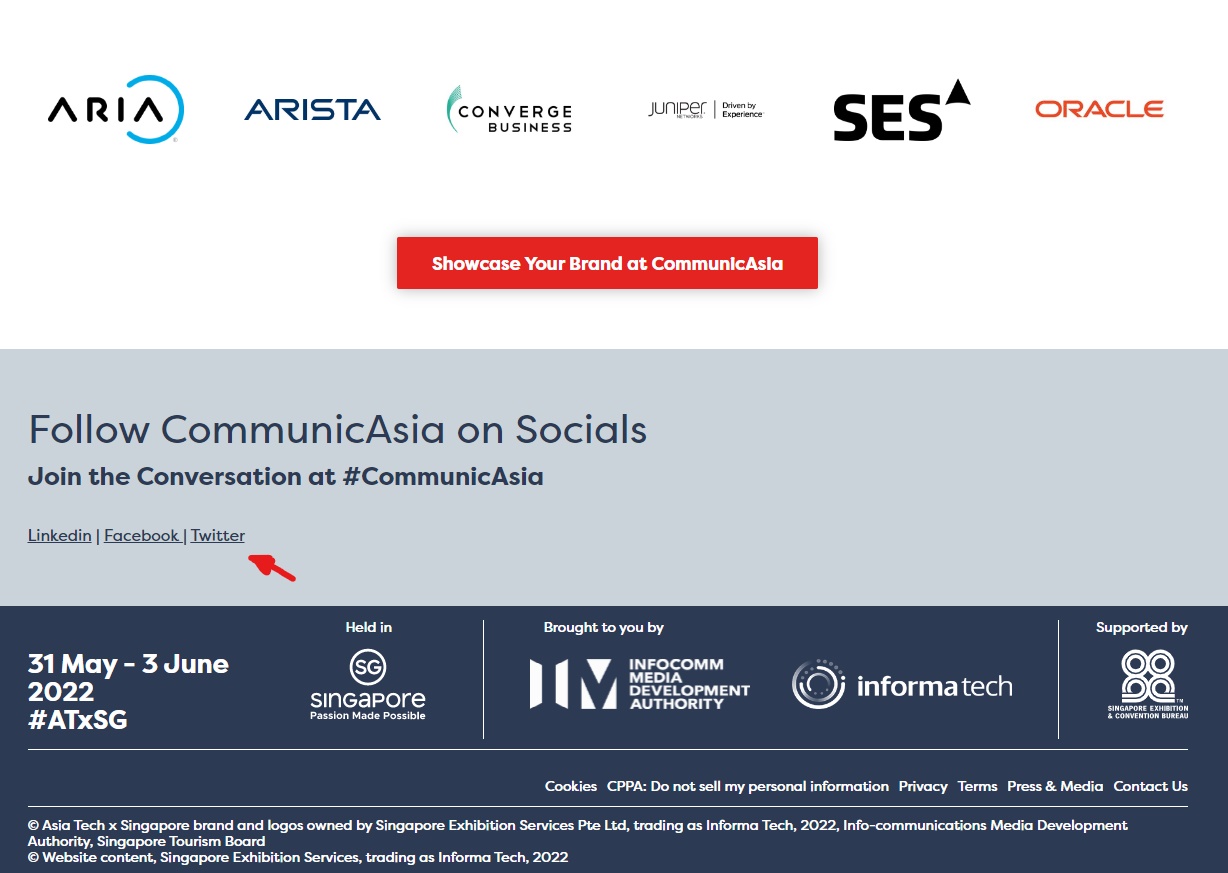 ARIA
ARISTA
CONVERGE
BUSINESS
JUNIPER
NETWORKS
Driven by
Experience
SES
ORACLE
Showcase Your Brand at CommunicAsia
Follow CommunicAsia on Socials
Join the Conversation at #CommunicAsia
Linkedin | Facebook | Twitter
31 May - 3 June
2022
#ATxSG
Held in
SG
singapore
Passion Made Possible
Brought to you by
INFOCOMM
MEDIA
DEVELOPMENT
AUTHORITY
informa tech
Supported by
SINGAPORE EXHIBITION
& CONVENTION BUREAU
Cookies CPPA: Do not sell my personal information Privacy Terms Press & Media Contact Us
© Asia Tech x Singapore brand and logos owned by Singapore Exhibition Services Pte Ltd, trading as Informa Tech, 2022, Info-communications Media Development
Authority, Singapore Tourism Board
© Website content, Singapore Exhibition Services, trading as Informa Tech, 2022